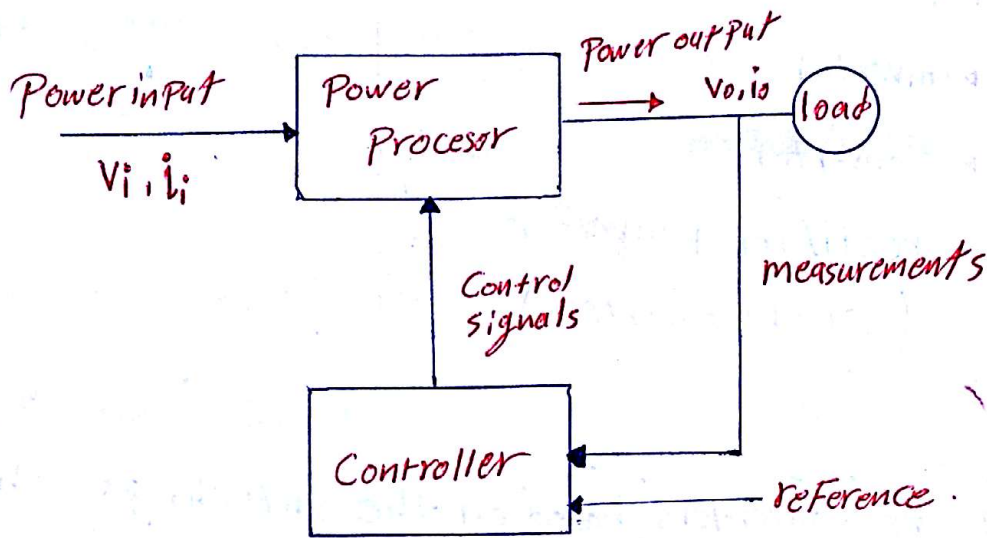 Power input
Vi, ii
Power
Procesor
Power output
Vo, io
load
Control
signals
measurements
Controller
reference.